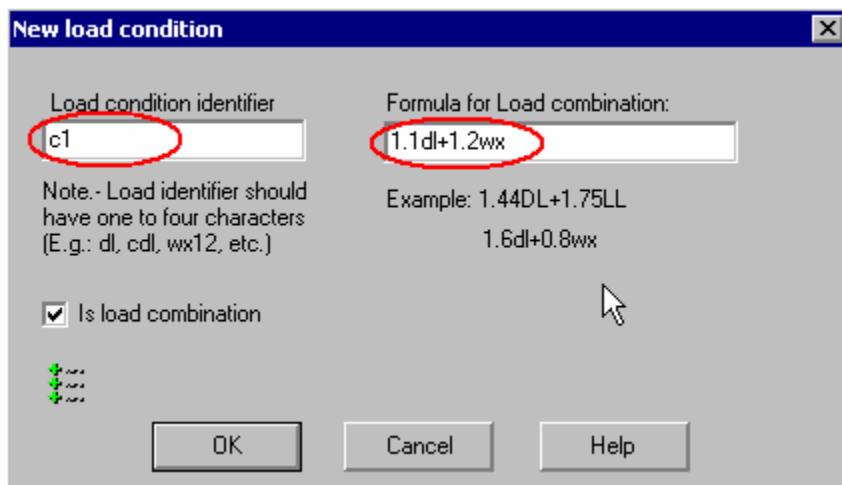 New load condition
Load condition identifier
c1
Note.- Load identifier should
have one to four characters
(E.g.: dl, cdl, wx12, etc.)
Formula for Load combination:
1.1dl+1.2wx
Example: 1.44DL+1.75LL
1.6dl+0.8wx
Is load combination
OK
Cancel
Help